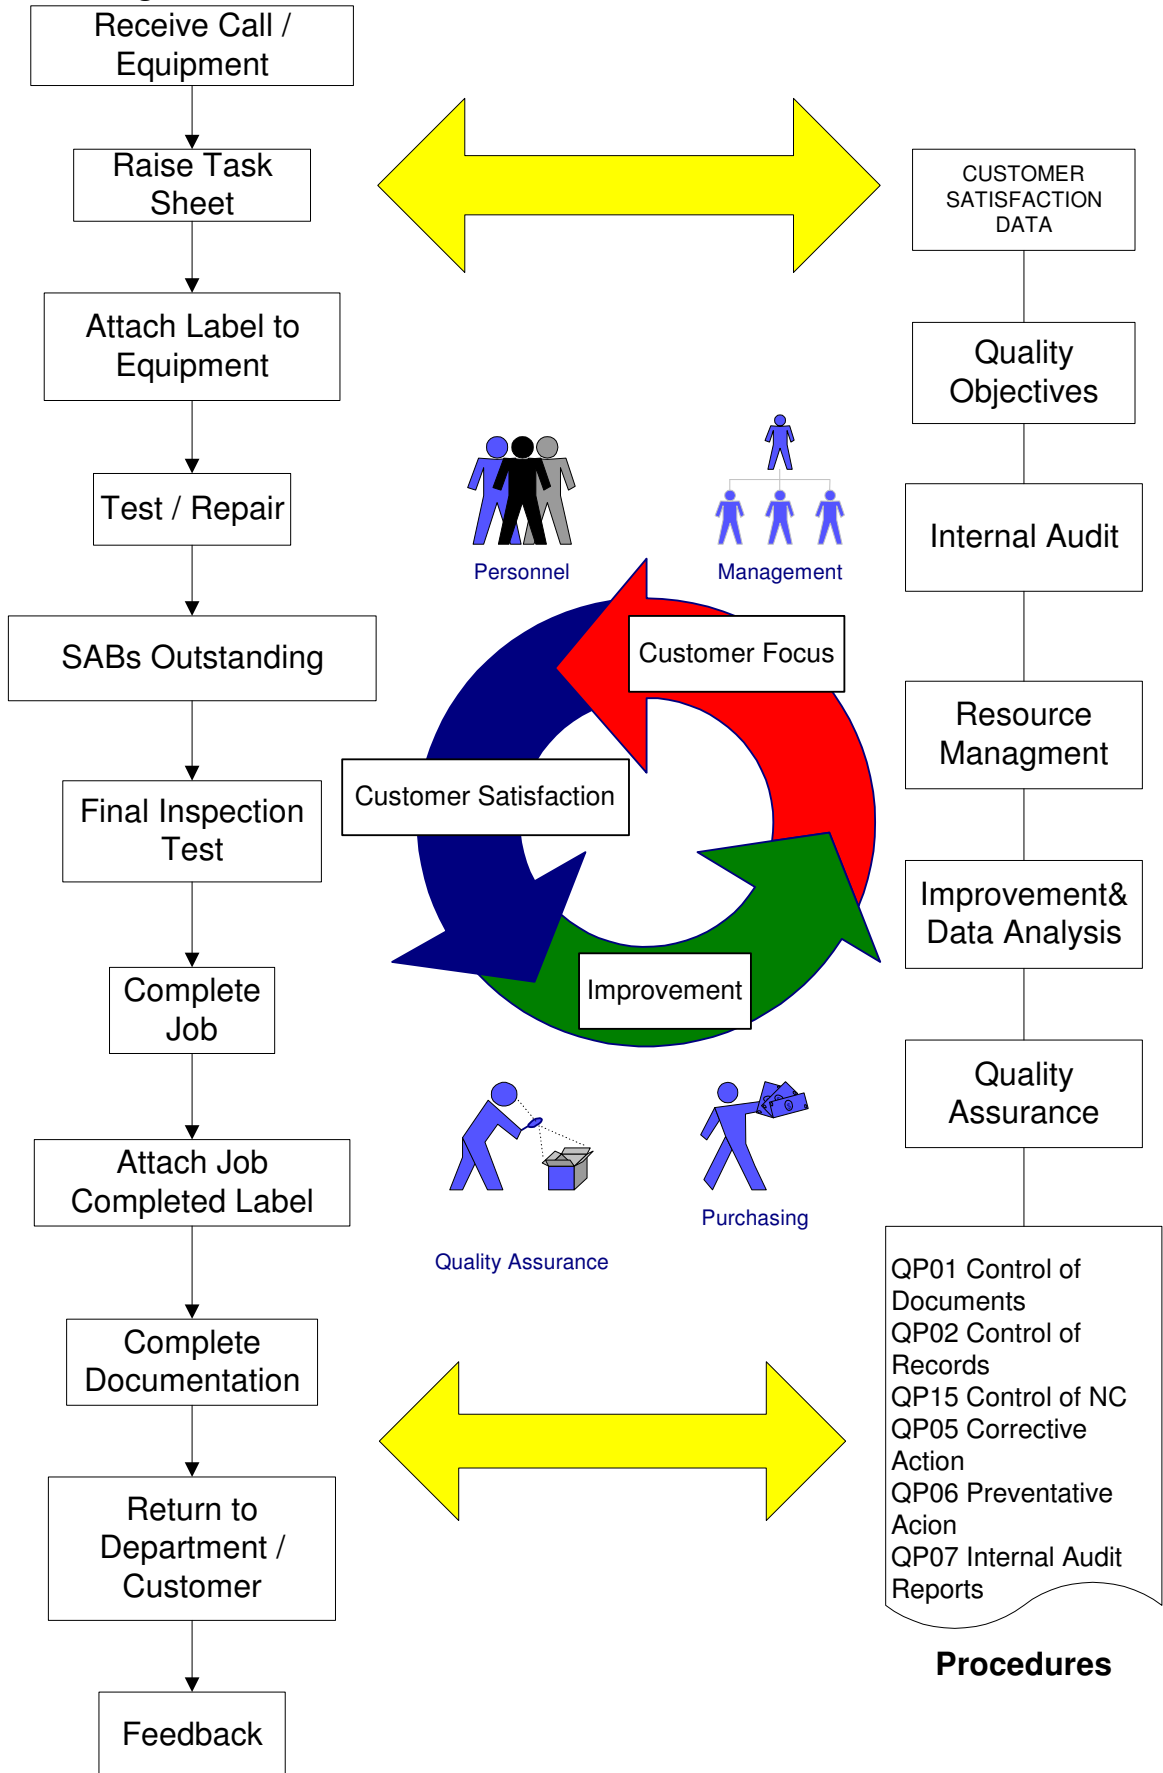 Receive Call /
Equipment
Raise Task
Sheet
Attach Label to
Equipment
Test / Repair
SABs Outstanding
Final Inspection
Test
Complete
Job
Attach Job
Completed Label
Complete
Documentation
Return to
Department /
Customer
Feedback
Personnel
Management
Customer Focus
Customer Satisfaction
Improvement
Quality Assurance
Purchasing
CUSTOMER
SATISFACTION
DATA
Quality
Objectives
Internal Audit
Resource
Managment
Improvement&
Data Analysis
Quality
Assurance
QP01 Control of
Documents
QP02 Control of
Records
QP15 Control of NC
QP05 Corrective
Action
QP06 Preventative
Acion
QP07 Internal Audit
Reports
Procedures